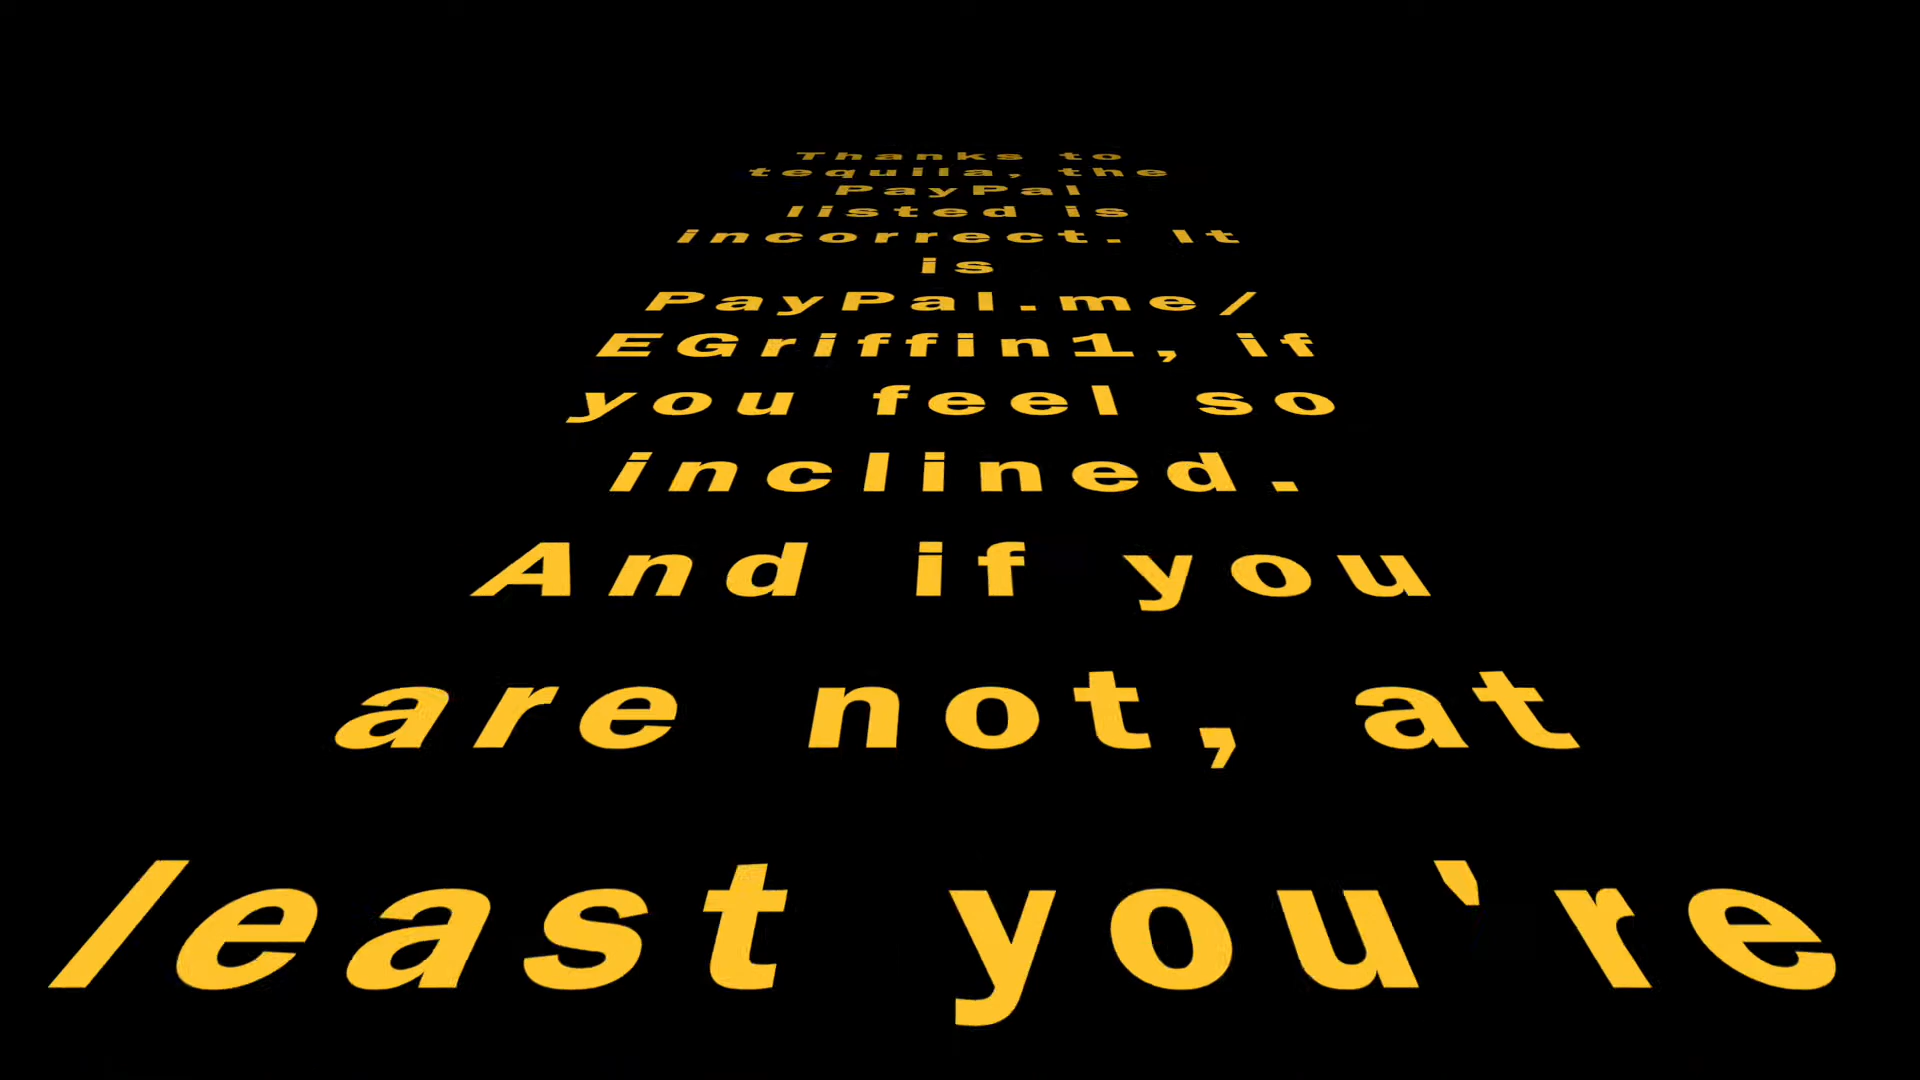 Thanks to
tequila, the
PayPal
listed is
incorrect. It
is
PayPal.me/
EGriffin1, if
you feel so
inclined.
And if you
are not, at
least you're